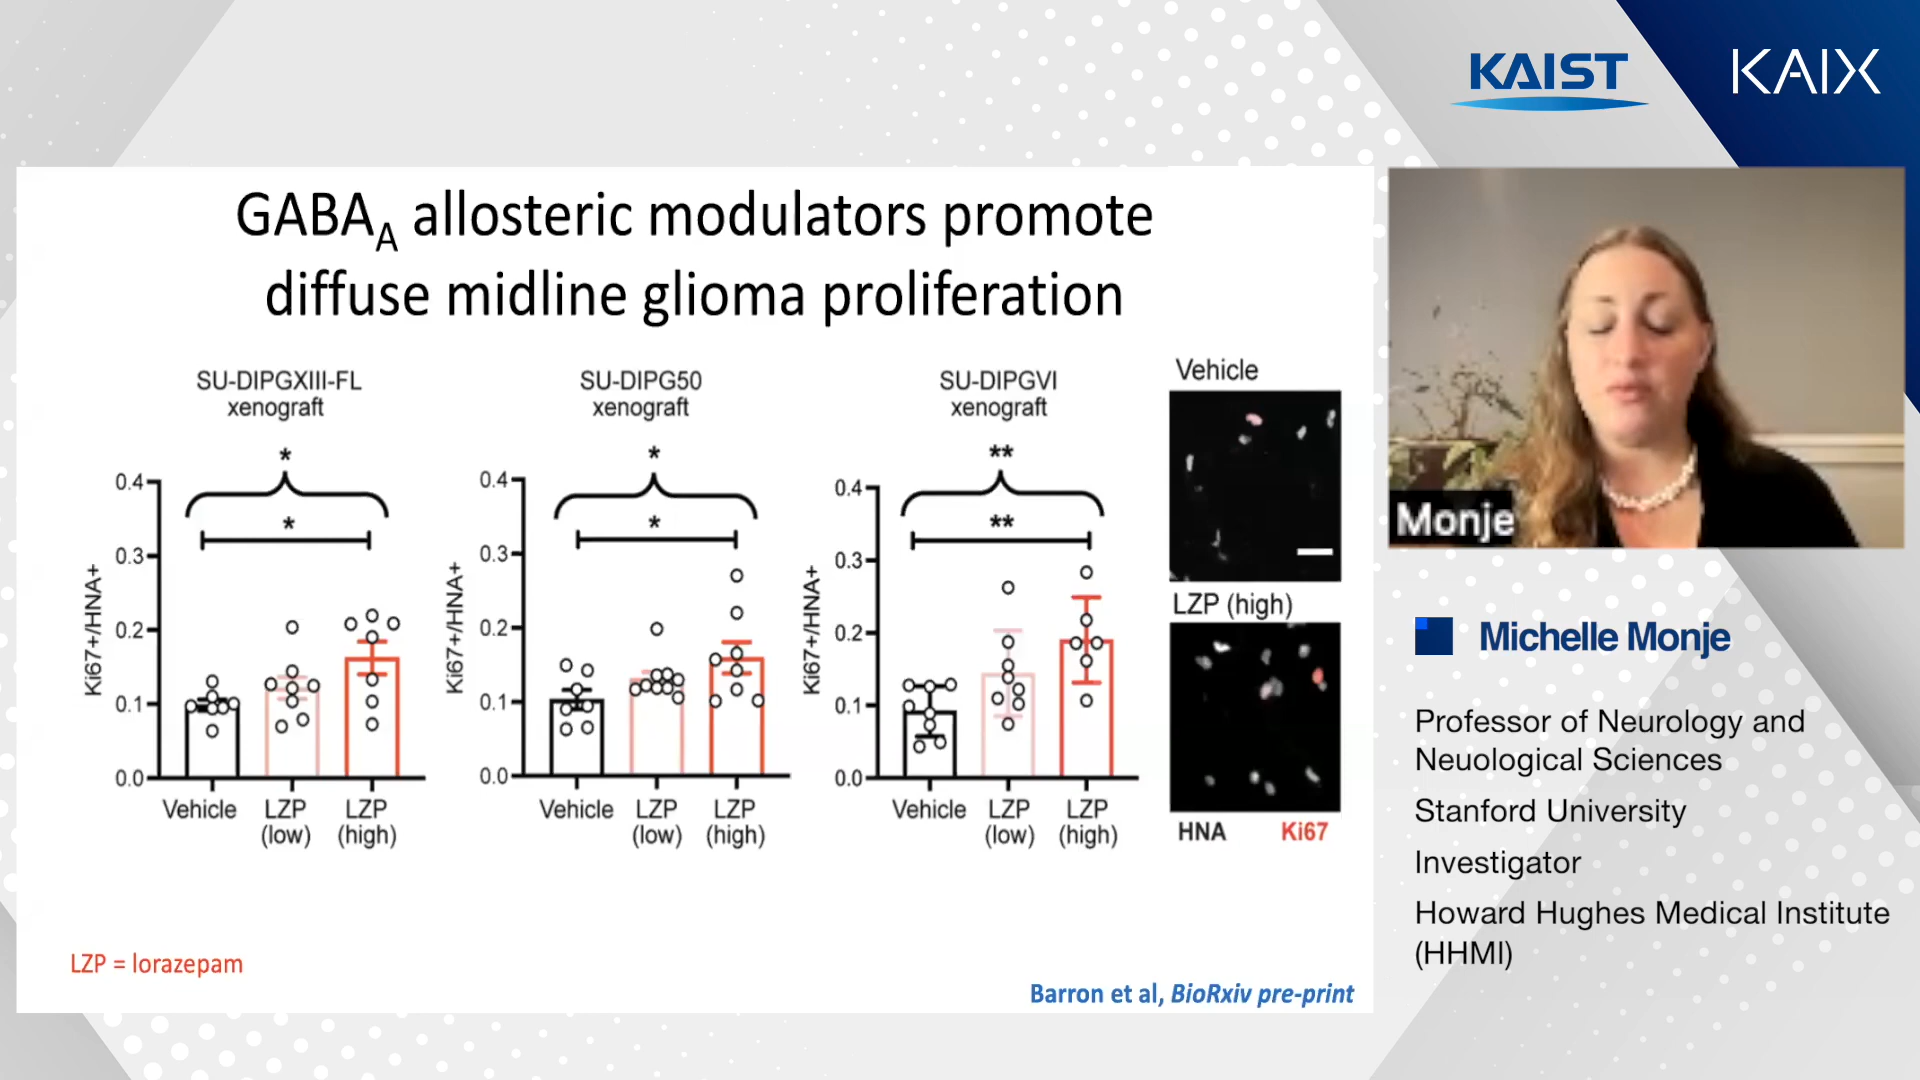 KAIST
KAIX
GABAA allosteric modulators promote
diffuse midline glioma proliferation
SU-DIPGXIII-FL
xenograft
*
*
0.4
0.3
0.2
0.1
0.0
Ki67+/HNA+
Vehicle
LZP
(low)
LZP
(high)
SU-DIPG50
xenograft
*
*
0.4
0.3
0.2
0.1
0.0
Ki67+/HNA+
Vehicle
LZP
(low)
LZP
(high)
SU-DIPGVI
xenograft
**
**
0.4
0.3
0.2
0.1
0.0
Ki67+/HNA+
Vehicle
LZP
(low)
LZP
(high)
Vehicle
LZP (high)
HNA Ki67
LZP = lorazepam
Barron et al, BioRxiv pre-print
Monje
Michelle Monje
Professor of Neurology and
Neuological Sciences
Stanford University
Investigator
Howard Hughes Medical Institute
(HHMI)